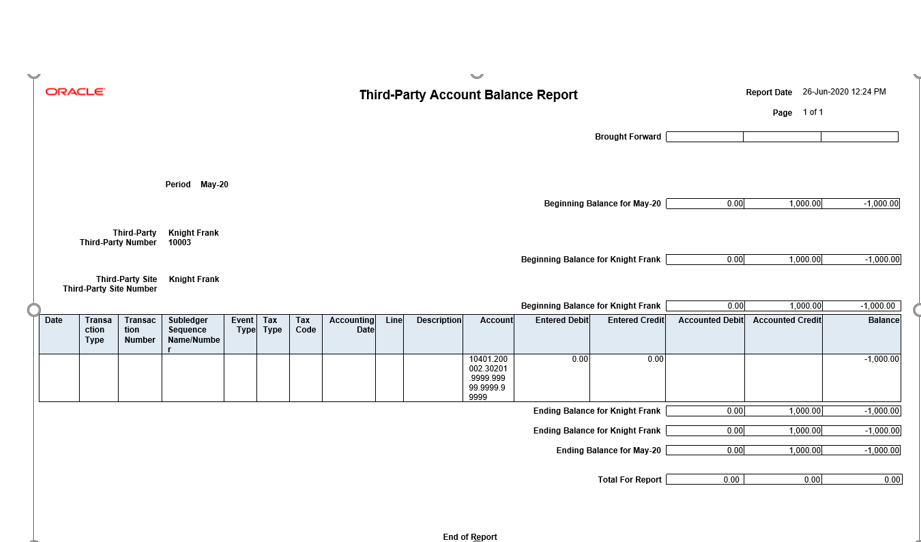 ORACLE
Third-Party Account Balance Report
Report Date 26-Jun-2020 12:24 PM
Page 1 of 1
Brought Forward
Period May-20
Beginning Balance for May-20 0.00 1,000.00 -1,000.00
Third-Party Knight Frank
Third-Party Number 10003
Beginning Balance for Knight Frank 0.00 1,000.00 -1,000.00
Third-Party Site Knight Frank
Third-Party Site Number
Beginning Balance for Knight Frank 0.00 1,000.00 -1,000.00
Date Transa Transac Subledger Event Tax Tax Accounting Line Description Account Entered Debit Entered Credit Accounted Debit Accounted Credit Balance
ction tion Sequence Type Type Code Date
Type Number Name/Numbe
r
10401.200 0.00 0.00 -1,000.00
002.30201
.9999.999
99.9999.9
9999
Ending Balance for Knight Frank 0.00 1,000.00 -1,000.00
Ending Balance for Knight Frank 0.00 1,000.00 -1,000.00
Ending Balance for May-20 0.00 1,000.00 -1,000.00
Total For Report 0.00 0.00 0.00
End of Report